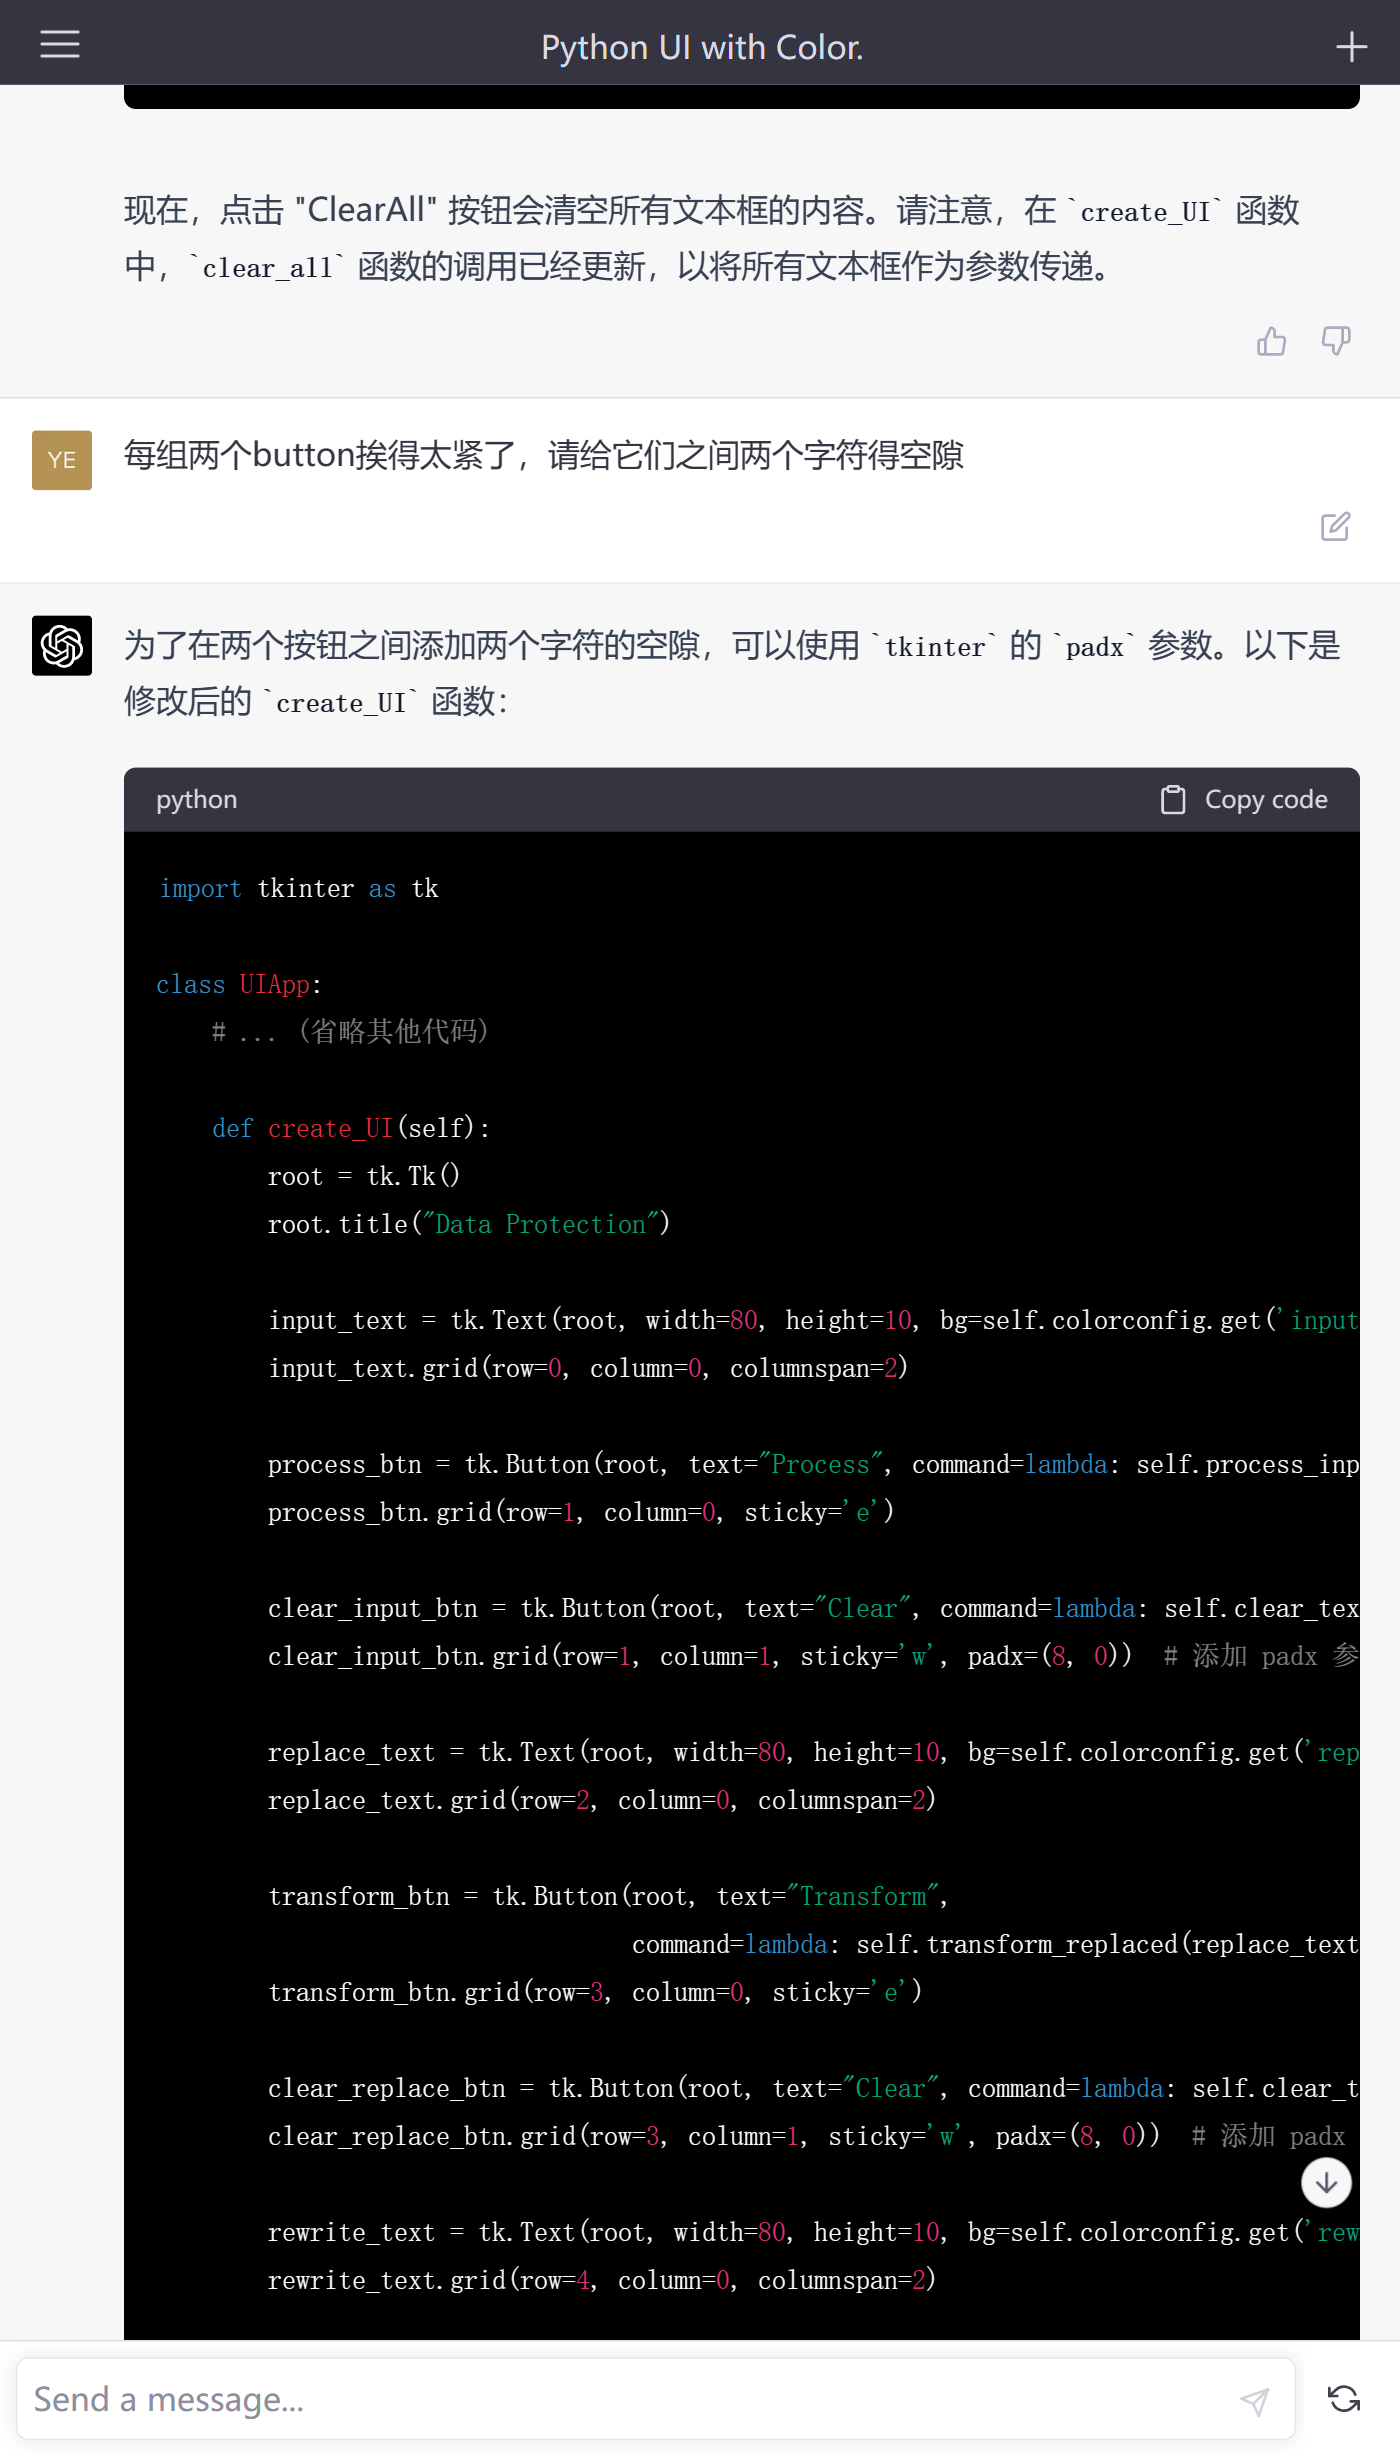 Python UI with Color.
现在，点击 "ClearAll" 按钮会清空所有文本框的内容。请注意，在 `create_UI` 函数
中，`clear_all` 函数的调用已经更新，以将所有文本框作为参数传递。
YE
每组两个button挨得太紧了，请给它们之间两个字符得空隙
为了在两个按钮之间添加两个字符的空隙，可以使用 `tkinter` 的 `padx` 参数。以下是
修改后的 `create_UI` 函数：
python
Copy code
import tkinter as tk
class UIApp:
    # ... (省略其他代码)
    def create_UI(self):
        root = tk.Tk()
        root.title("Data Protection")
        input_text = tk.Text(root, width=80, height=10, bg=self.colorconfig.get('input
        input_text.grid(row=0, column=0, columnspan=2)
        process_btn = tk.Button(root, text="Process", command=lambda: self.process_inp
        process_btn.grid(row=1, column=0, sticky='e')
        clear_input_btn = tk.Button(root, text="Clear", command=lambda: self.clear_tex
        clear_input_btn.grid(row=1, column=1, sticky='w', padx=(8, 0))  # 添加 padx 参
        replace_text = tk.Text(root, width=80, height=10, bg=self.colorconfig.get('rep
        replace_text.grid(row=2, column=0, columnspan=2)
        transform_btn = tk.Button(root, text="Transform",
                                  command=lambda: self.transform_replaced(replace_text
        transform_btn.grid(row=3, column=0, sticky='e')
        clear_replace_btn = tk.Button(root, text="Clear", command=lambda: self.clear_t
        clear_replace_btn.grid(row=3, column=1, sticky='w', padx=(8, 0))  # 添加 padx
        rewrite_text = tk.Text(root, width=80, height=10, bg=self.colorconfig.get('rew
        rewrite_text.grid(row=4, column=0, columnspan=2)
Send a message...